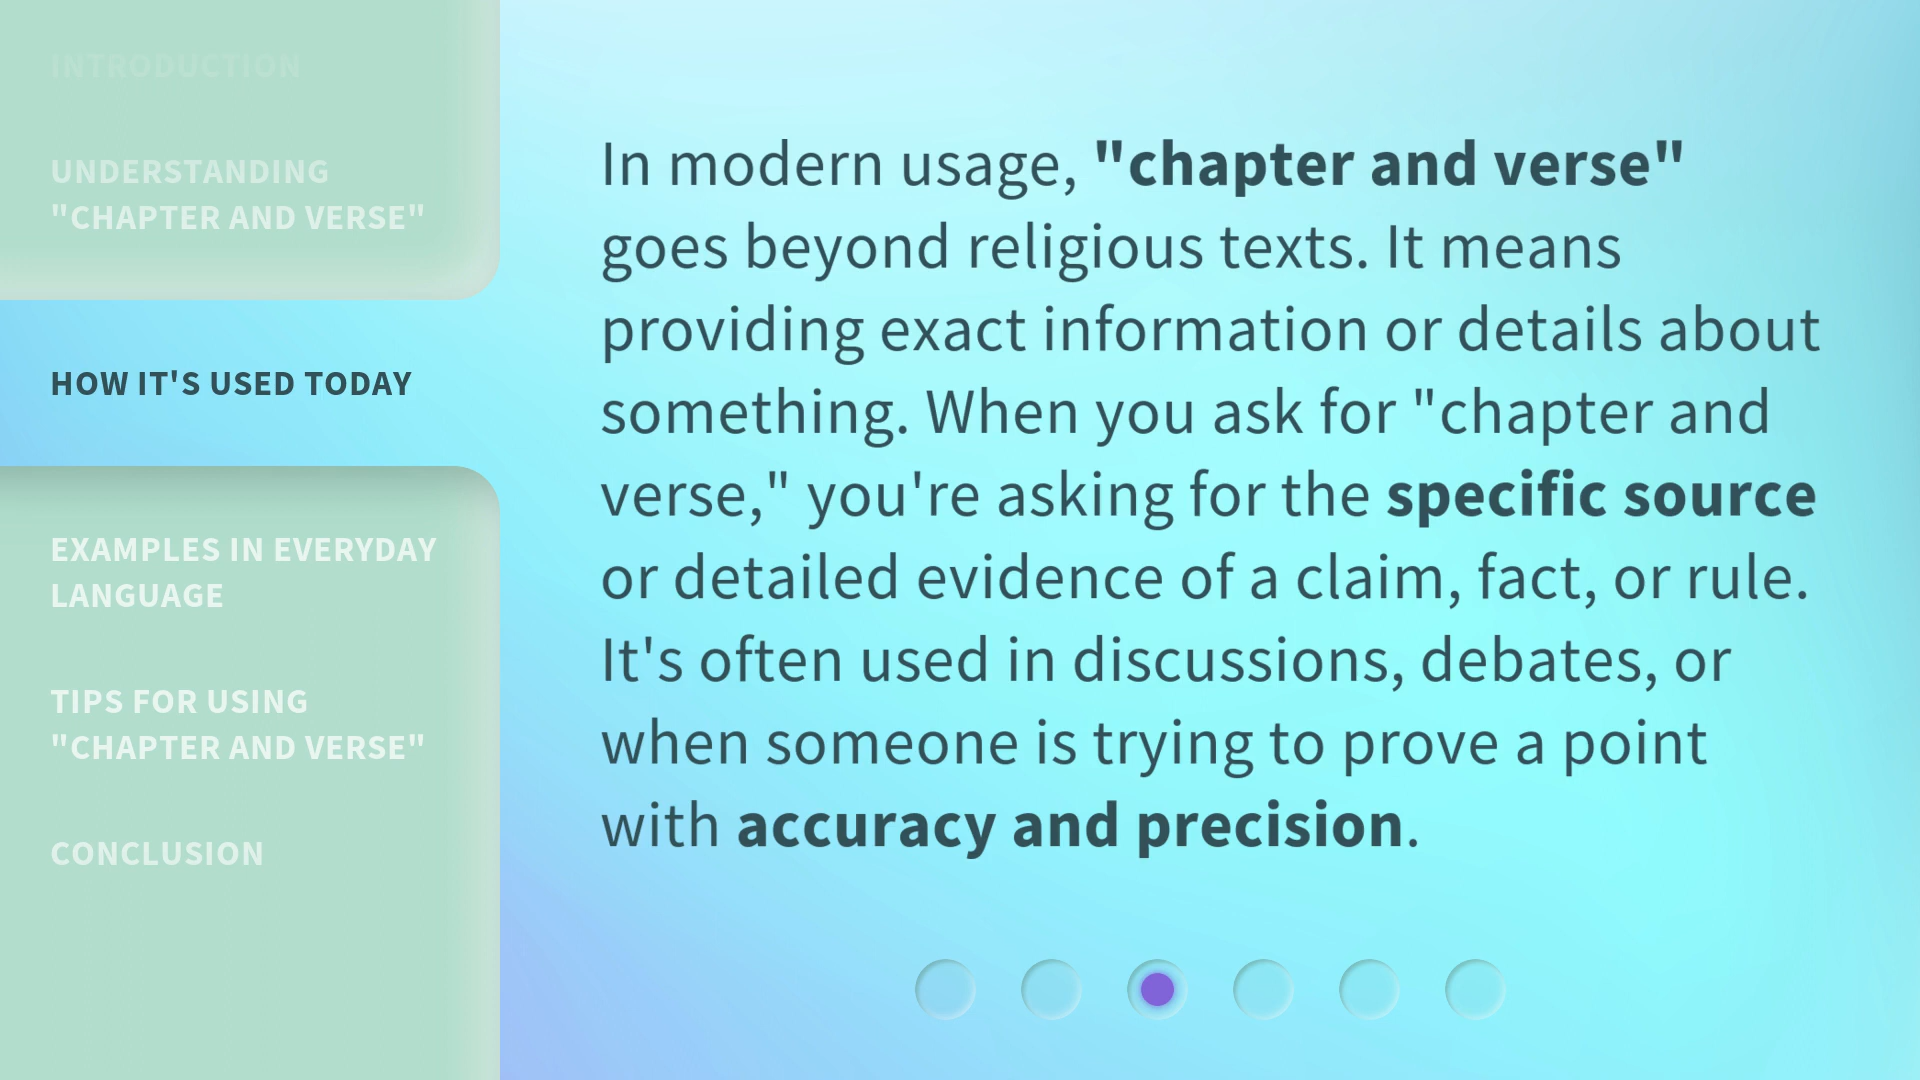 INTRODUCTION
UNDERSTANDING
"CHAPTER AND VERSE"
HOW IT'S USED TODAY
EXAMPLES IN EVERYDAY
LANGUAGE
TIPS FOR USING
"CHAPTER AND VERSE"
CONCLUSION
In modern usage, "chapter and verse"
goes beyond religious texts. It means
providing exact information or details about
something. When you ask for "chapter and
verse," you're asking for the specific source
or detailed evidence of a claim, fact, or rule.
It's often used in discussions, debates, or
when someone is trying to prove a point
with accuracy and precision.